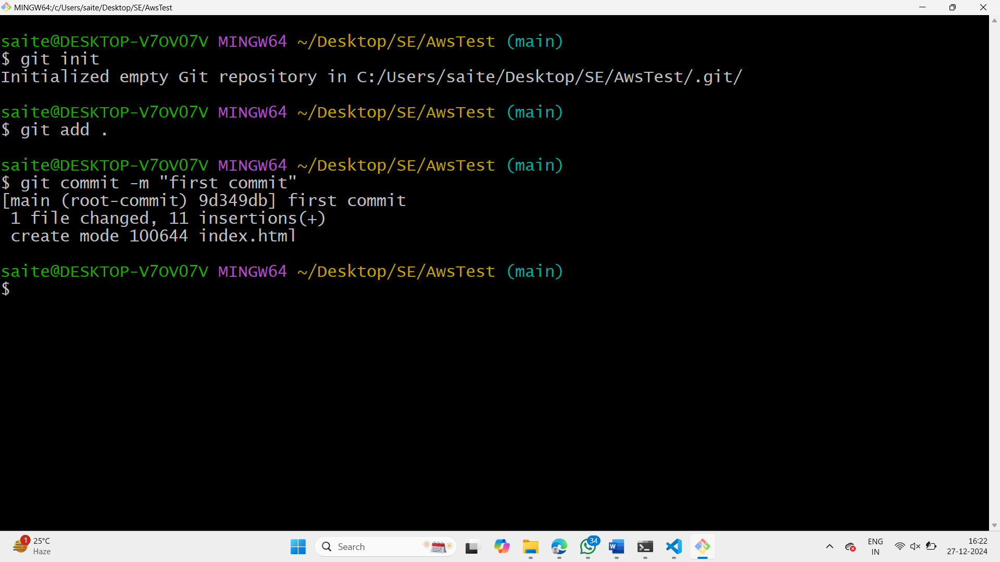 MINGW64:/c/Users/saite/Desktop/SE/AwsTest
saite@DESKTOP-V7OVO7V MINGW64 ~/Desktop/SE/AwsTest (main)
$ git init
Initialized empty Git repository in C:/Users/saite/Desktop/SE/AwsTest/.git/
saite@DESKTOP-V7OVO7V MINGW64 ~/Desktop/SE/AwsTest (main)
$ git add .
saite@DESKTOP-V7OVO7V MINGW64 ~/Desktop/SE/AwsTest (main)
$ git commit -m "first commit"
[main (root-commit) 9d349db] first commit
 1 file changed, 11 insertions(+)
 create mode 100644 index.html
saite@DESKTOP-V7OVO7V MINGW64 ~/Desktop/SE/AwsTest (main)
$
1
25°C
Haze
Search
34
W
ENG
IN
16:22
27-12-2024